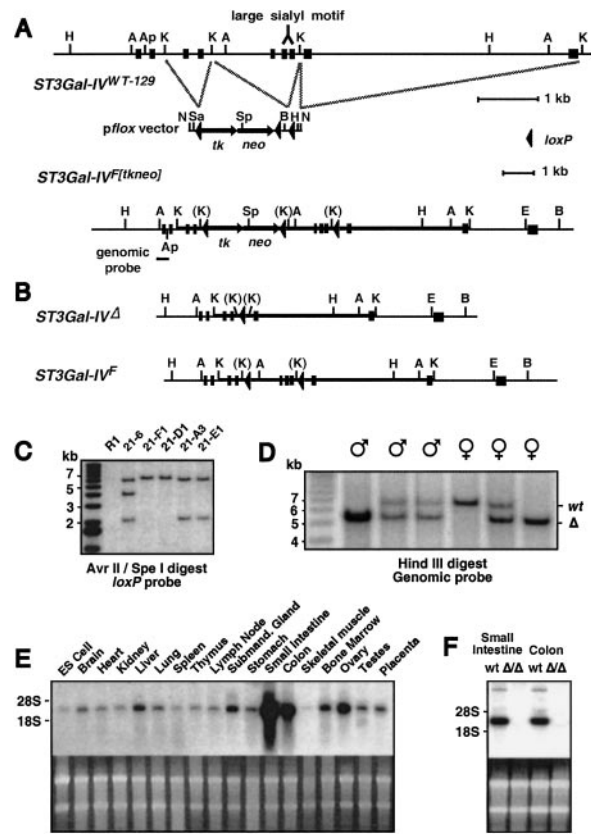 A
large sialyl motif
H A Ap K K A K H A K
ST3Gal-IV WT-129
1 kb
N Sa Sp B H N
pflox vector
tk neo
loxP
ST3Gal-IV F[tkneo]
1 kb
H A K (K) Sp (K) A (K) H A K E B
tk neo
genomic probe
Ap
B
H A K (K) (K) H A K E B
ST3Gal-IV Δ
H A K (K) A (K) H A K E B
ST3Gal-IV F
C
R1 21-6 21-F1 21-D1 21-A3 21-E1
kb
7
5
3
2
Avr II / Spe I digest
loxP probe
D
♂ ♂ ♂ ♀ ♀ ♀
kb
7
6
5
4
wt
Δ
Hind III digest
Genomic probe
E
ES Cell Brain Heart Kidney Liver Lung Spleen Thymus Lymph Node Submand. Gland Stomach Small Intestine Colon Skeletal muscle Bone Marrow Ovary Testes Placenta
28S
18S
F
Small Intestine Colon
wt Δ/Δ wt Δ/Δ
28S
18S